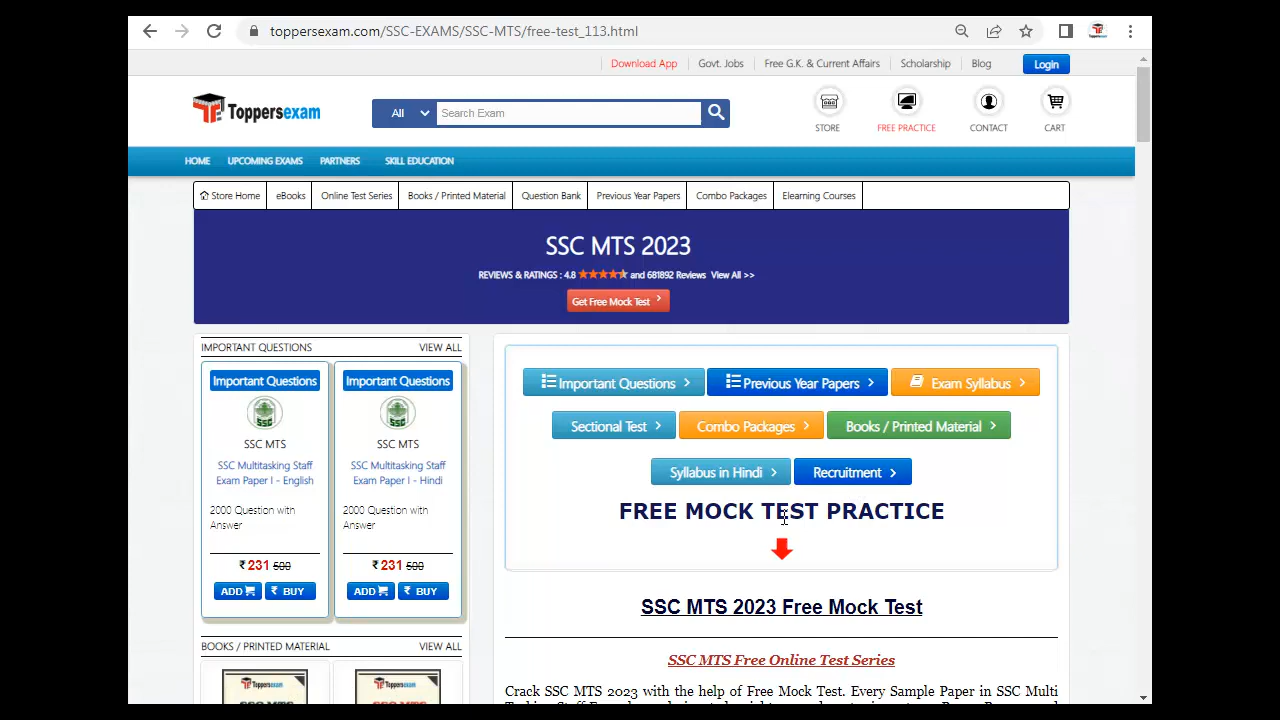 toppersexam.com/SSC-EXAMS/SSC-MTS/free-test_113.html
Download App Govt. Jobs Free G.K. & Current Affairs Scholarship Blog Login
Toppersexam All Search Exam
STORE FREE PRACTICE CONTACT CART
HOME UPCOMING EXAMS PARTNERS SKILL EDUCATION
Store Home eBooks Online Test Series Books / Printed Material Question Bank Previous Year Papers Combo Packages Elearning Courses
SSC MTS 2023
REVIEWS & RATINGS : 4.8 and 681892 Reviews View All >>
Get Free Mock Test
IMPORTANT QUESTIONS VIEW ALL
Important Questions
SSC
SSC MTS
SSC Multitasking Staff
Exam Paper I - English
2000 Question with
Answer
₹ 231 500
ADD ₹ BUY
Important Questions
SSC
SSC MTS
SSC Multitasking Staff
Exam Paper I - Hindi
2000 Question with
Answer
₹ 231 500
ADD ₹ BUY
BOOKS / PRINTED MATERIAL VIEW ALL
Toppersexam
Toppersexam
Important Questions > Previous Year Papers > Exam Syllabus >
Sectional Test > Combo Packages > Books / Printed Material >
Syllabus in Hindi > Recruitment >
FREE MOCK TEST PRACTICE
SSC MTS 2023 Free Mock Test
SSC MTS Free Online Test Series
Crack SSC MTS 2023 with the help of Free Mock Test. Every Sample Paper in SSC Multi